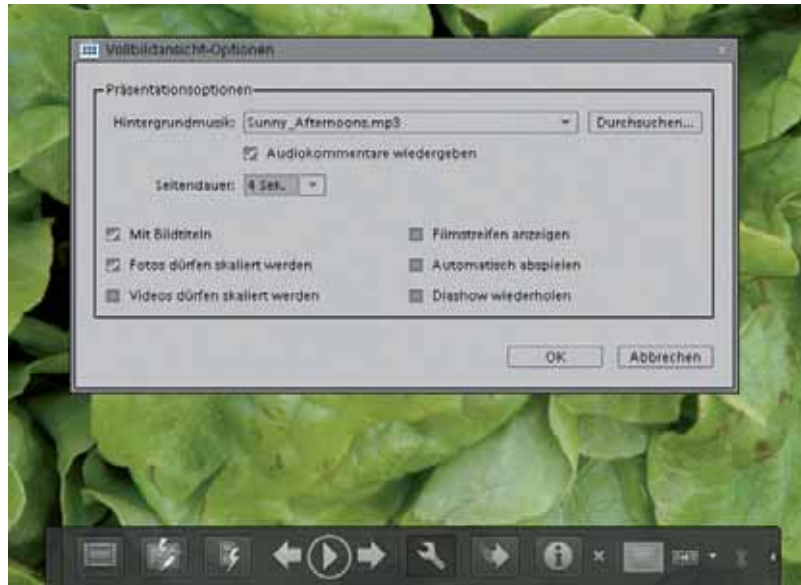 Vollbildansicht-Optionen
Präsentationsoptionen
Hintergrundmusik: Sunny_Afternoons.mp3 Durchsuchen...
Audiokommentare wiedergeben
Seitendauer: 4 Sek.
Mit Bildtiteln Filmstreifen anzeigen
Fotos dürfen skaliert werden Automatisch abspielen
Videos dürfen skaliert werden Diashow wiederholen
OK Abbrechen